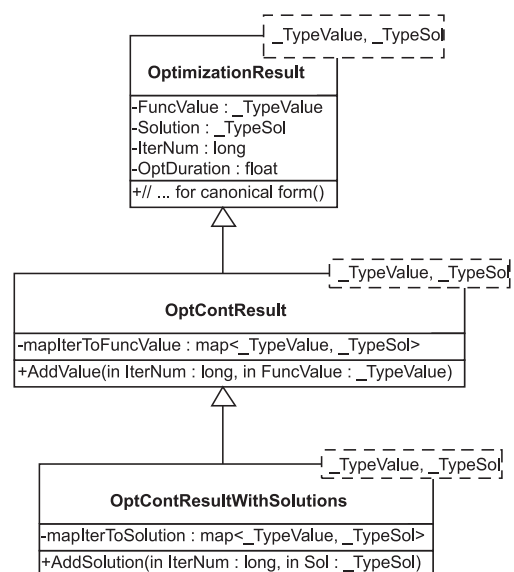 _TypeValue, _TypeSol
OptimizationResult
-FuncValue : _TypeValue
-Solution : _TypeSol
-IterNum : long
-OptDuration : float
+// ... for canonical form()
_TypeValue, _TypeSol
OptContResult
-mapIterToFuncValue : map<_TypeValue, _TypeSol>
+AddValue(in IterNum : long, in FuncValue : _TypeValue)
_TypeValue, _TypeSol
OptContResultWithSolutions
-mapIterToSolution : map<_TypeValue, _TypeSol>
+AddSolution(in IterNum : long, in Sol : _TypeSol)